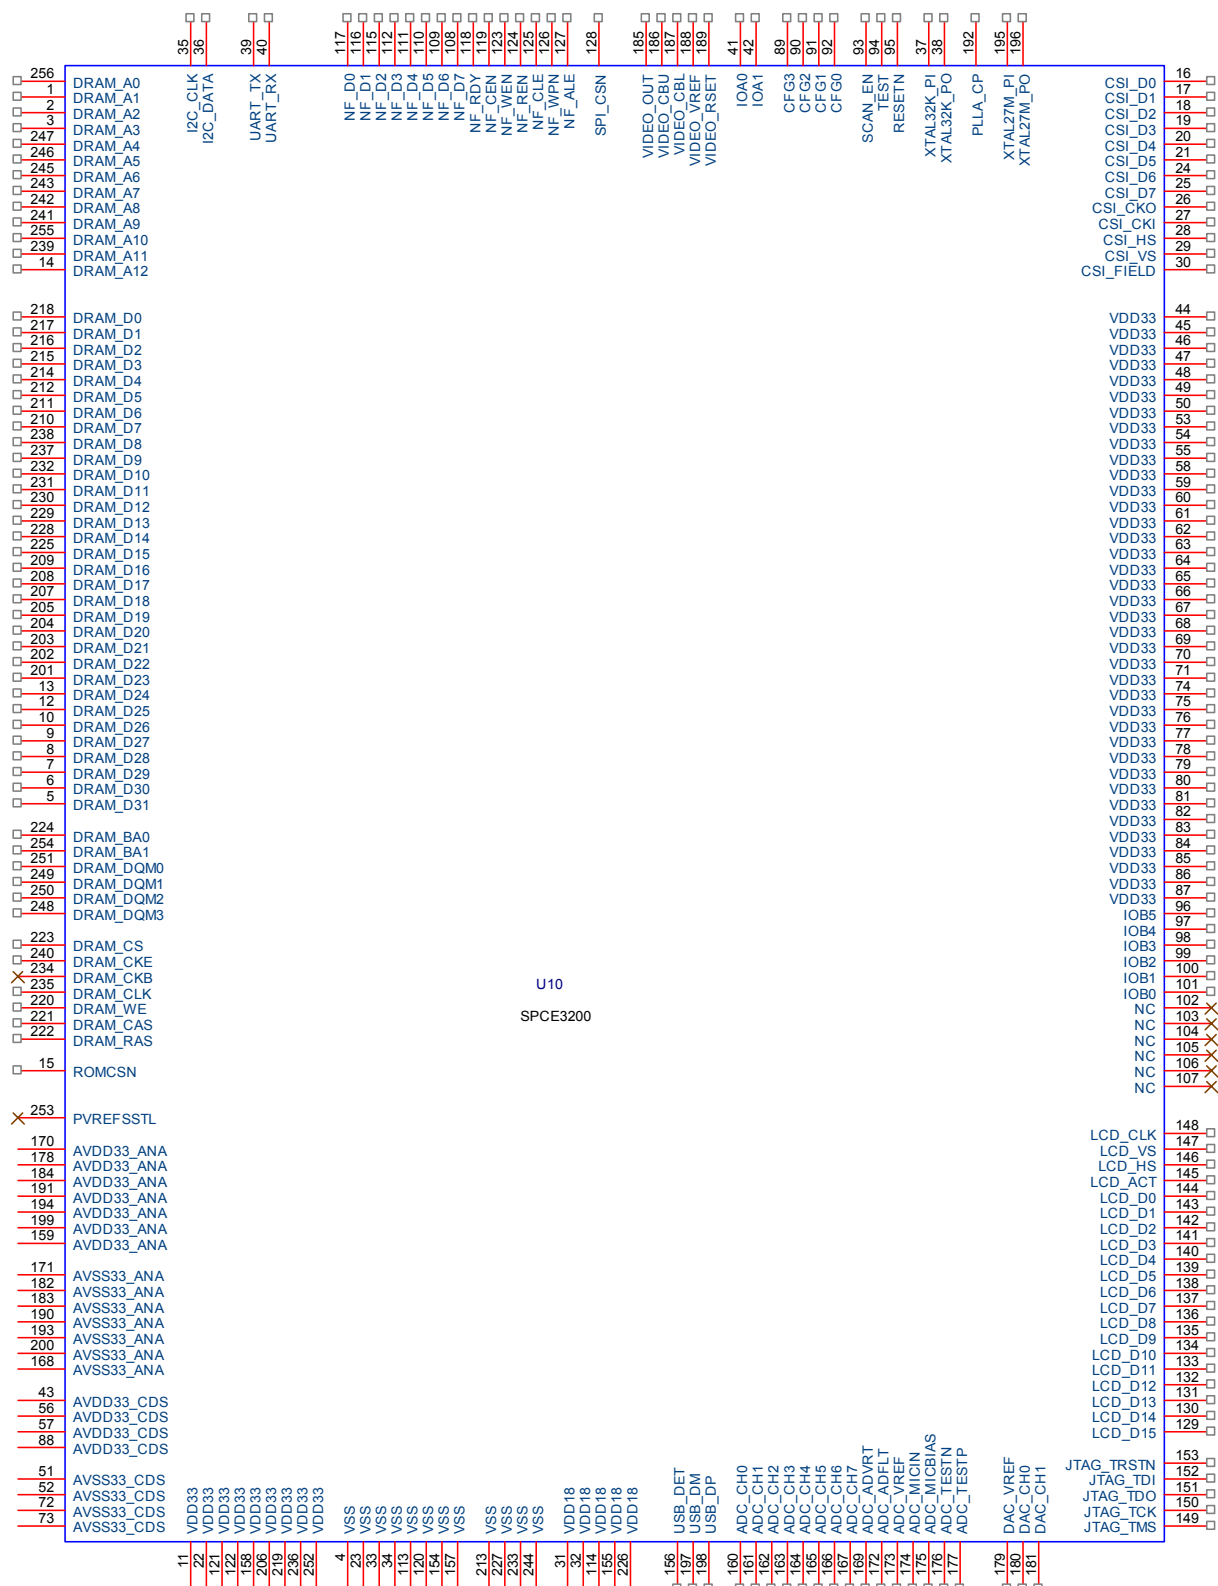 35 I2C_CLK
36 I2C_DATA
39 UART_TX
40 UART_RX
117 NF_D0
116 NF_D1
115 NF_D2
112 NF_D3
111 NF_D4
110 NF_D5
109 NF_D6
108 NF_D7
118 NF_RDY
119 NF_CEN
123 NF_WEN
124 NF_REN
125 NF_CLE
126 NF_WPN
127 NF_ALE
128 SPI_CSN
185 VIDEO_OUT
186 VIDEO_CBU
187 VIDEO_CBL
188 VIDEO_VREF
189 VIDEO_RSET
41 IOA0
42 IOA1
89 CFG3
90 CFG2
91 CFG1
92 CFG0
93 SCAN_EN
94 TEST
95 RESETN
37 XTAL32K_PI
38 XTAL32K_PO
192 PLLA_CP
195 XTAL27M_PI
196 XTAL27M_PO
256 DRAM_A0
1 DRAM_A1
2 DRAM_A2
3 DRAM_A3
247 DRAM_A4
246 DRAM_A5
245 DRAM_A6
243 DRAM_A7
242 DRAM_A8
241 DRAM_A9
255 DRAM_A10
239 DRAM_A11
14 DRAM_A12
218 DRAM_D0
217 DRAM_D1
216 DRAM_D2
215 DRAM_D3
214 DRAM_D4
212 DRAM_D5
211 DRAM_D6
210 DRAM_D7
238 DRAM_D8
237 DRAM_D9
232 DRAM_D10
231 DRAM_D11
230 DRAM_D12
229 DRAM_D13
228 DRAM_D14
225 DRAM_D15
209 DRAM_D16
208 DRAM_D17
207 DRAM_D18
205 DRAM_D19
204 DRAM_D20
203 DRAM_D21
202 DRAM_D22
201 DRAM_D23
13 DRAM_D24
12 DRAM_D25
10 DRAM_D26
9 DRAM_D27
8 DRAM_D28
7 DRAM_D29
6 DRAM_D30
5 DRAM_D31
224 DRAM_BA0
254 DRAM_BA1
251 DRAM_DQM0
249 DRAM_DQM1
250 DRAM_DQM2
248 DRAM_DQM3
223 DRAM_CS
240 DRAM_CKE
234 DRAM_CKB
235 DRAM_CLK
220 DRAM_WE
221 DRAM_CAS
222 DRAM_RAS
15 ROMCSN
253 PVREFSSTL
170 AVDD33_ANA
178 AVDD33_ANA
184 AVDD33_ANA
191 AVDD33_ANA
194 AVDD33_ANA
199 AVDD33_ANA
159 AVDD33_ANA
171 AVSS33_ANA
182 AVSS33_ANA
183 AVSS33_ANA
190 AVSS33_ANA
193 AVSS33_ANA
200 AVSS33_ANA
168 AVSS33_ANA
43 AVDD33_CDS
56 AVDD33_CDS
57 AVDD33_CDS
88 AVDD33_CDS
51 AVSS33_CDS
52 AVSS33_CDS
72 AVSS33_CDS
73 AVSS33_CDS
U10
SPCE3200
CSI_D0 16
CSI_D1 17
CSI_D2 18
CSI_D3 19
CSI_D4 20
CSI_D5 21
CSI_D6 24
CSI_D7 25
CSI_CKO 26
CSI_CKI 27
CSI_HS 28
CSI_VS 29
CSI_FIELD 30
VDD33 44
VDD33 45
VDD33 46
VDD33 47
VDD33 48
VDD33 49
VDD33 50
VDD33 53
VDD33 54
VDD33 55
VDD33 58
VDD33 59
VDD33 60
VDD33 61
VDD33 62
VDD33 63
VDD33 64
VDD33 65
VDD33 66
VDD33 67
VDD33 68
VDD33 69
VDD33 70
VDD33 71
VDD33 74
VDD33 75
VDD33 76
VDD33 77
VDD33 78
VDD33 79
VDD33 80
VDD33 81
VDD33 82
VDD33 83
VDD33 84
VDD33 85
VDD33 86
VDD33 87
IOB5 96
IOB4 97
IOB3 98
IOB2 99
IOB1 100
IOB0 101
NC 102
NC 103
NC 104
NC 105
NC 106
NC 107
LCD_CLK 148
LCD_VS 147
LCD_HS 146
LCD_ACT 145
LCD_D0 144
LCD_D1 143
LCD_D2 142
LCD_D3 141
LCD_D4 140
LCD_D5 139
LCD_D6 138
LCD_D7 137
LCD_D8 136
LCD_D9 135
LCD_D10 134
LCD_D11 133
LCD_D12 132
LCD_D13 131
LCD_D14 130
LCD_D15 129
JTAG_TRSTN 153
JTAG_TDI 152
JTAG_TDO 151
JTAG_TCK 150
JTAG_TMS 149
VDD33 11
VDD33 22
VDD33 121
VDD33 122
VDD33 158
VDD33 206
VDD33 219
VDD33 236
VDD33 252
VSS 4
VSS 23
VSS 33
VSS 34
VSS 113
VSS 120
VSS 154
VSS 157
VSS 213
VSS 227
VSS 233
VSS 244
VDD18 31
VDD18 32
VDD18 114
VDD18 155
VDD18 226
USB_DET 156
USB_DM 197
USB_DP 198
ADC_CH0 160
ADC_CH1 161
ADC_CH2 162
ADC_CH3 163
ADC_CH4 164
ADC_CH5 165
ADC_CH6 166
ADC_CH7 167
ADC_ADVRT 169
ADC_ADFLT 172
ADC_VREF 173
ADC_MICIN 174
ADC_MICBIAS 175
ADC_TESTN 176
ADC_TESTP 177
DAC_VREF 179
DAC_CH0 180
DAC_CH1 181